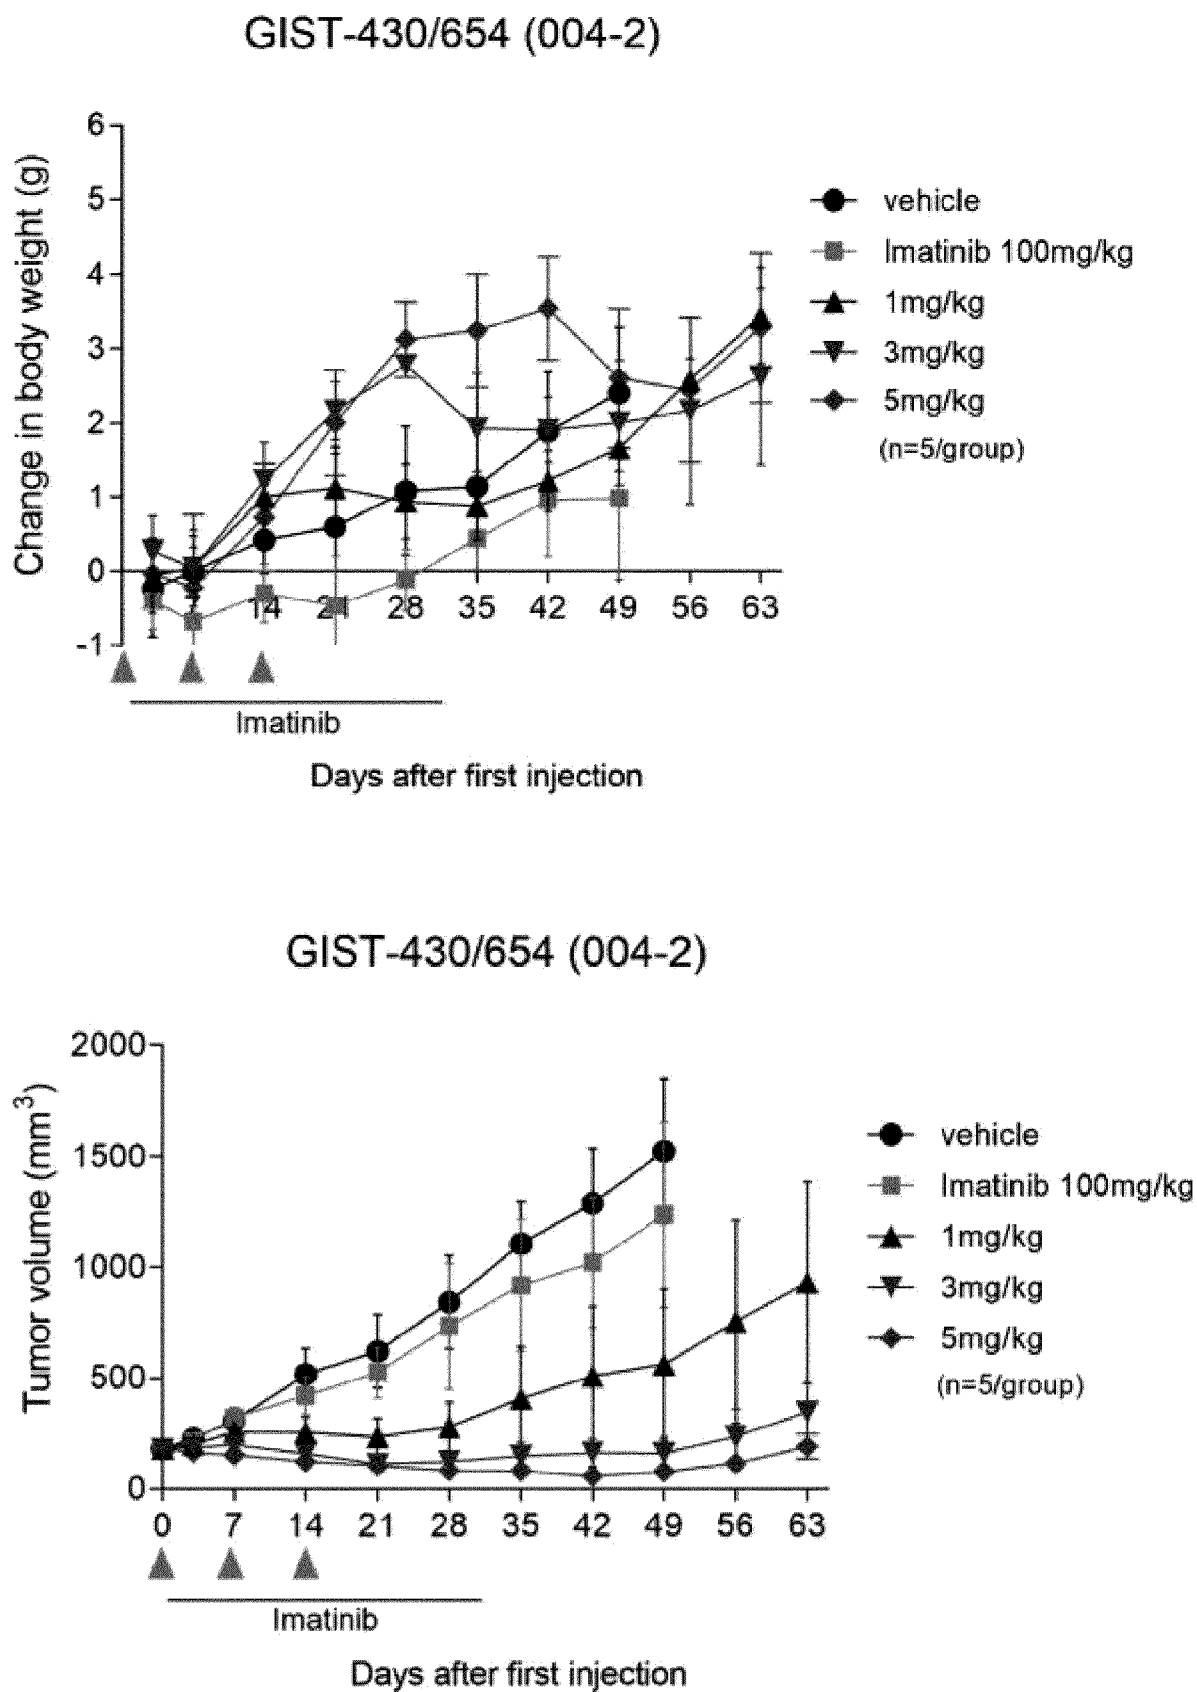 GIST-430/654 (004-2)
Change in body weight (g)
6
5
4
3
2
1
0
-1
14
21
28
35
42
49
56
63
vehicle
Imatinib 100mg/kg
1mg/kg
3mg/kg
5mg/kg
(n=5/group)
Imatinib
Days after first injection
GIST-430/654 (004-2)
Tumor volume (mm³)
2000
1500
1000
500
0
0 7 14 21 28 35 42 49 56 63
vehicle
Imatinib 100mg/kg
1mg/kg
3mg/kg
5mg/kg
(n=5/group)
Imatinib
Days after first injection